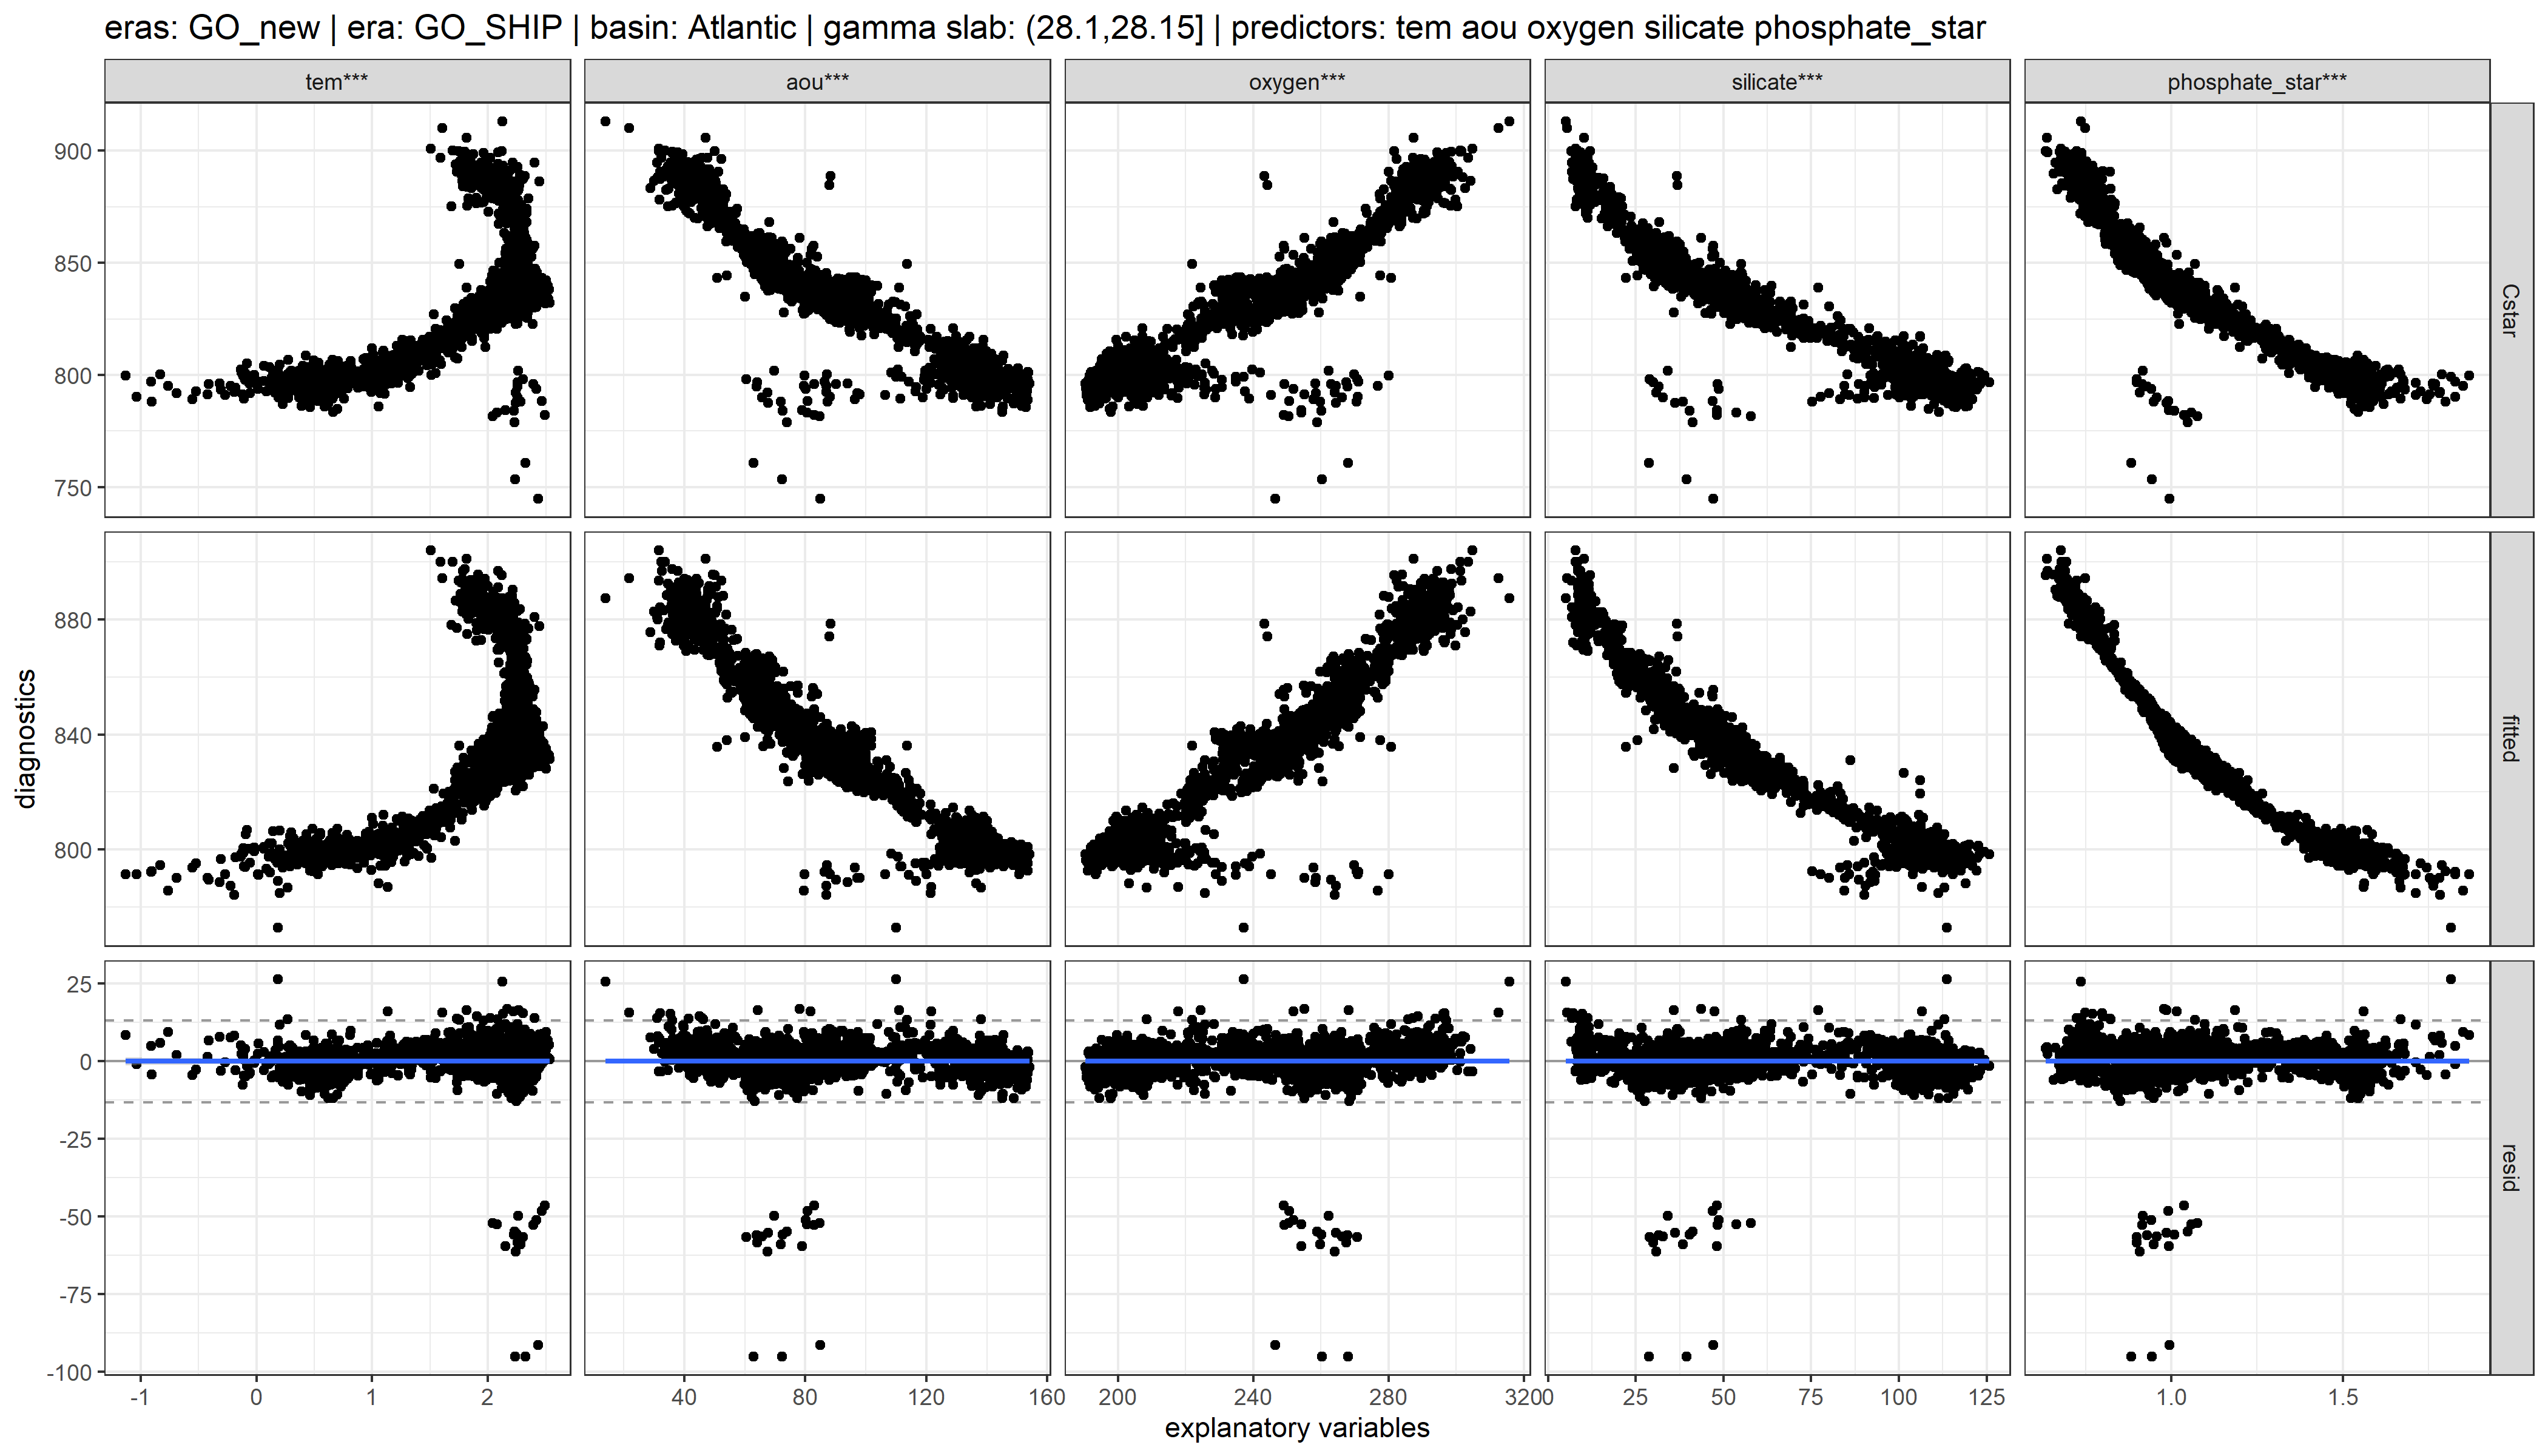 eras: GO_new | era: GO_SHIP | basin: Atlantic | gamma slab: (28.1,28.15] | predictors: tem aou oxygen silicate phosphate_star
tem*** aou*** oxygen*** silicate*** phosphate_star***
900
850
800
750
Cstar
880
840
800
fitted
diagnostics
25
0
-25
-50
-75
-100
resid
-1 0 1 2 40 80 120 160 200 240 280 320 0 25 50 75 100 125 1.0 1.5
explanatory variables